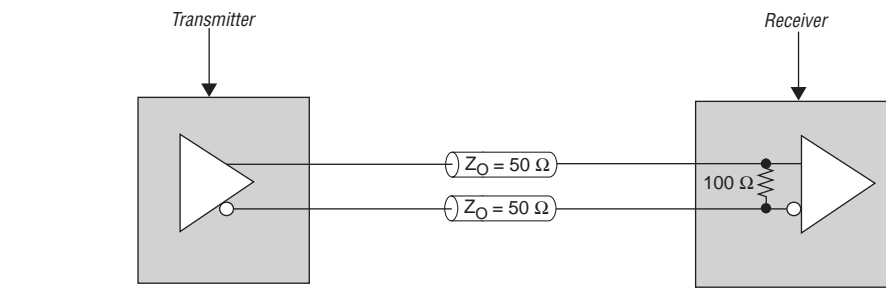 Transmitter
Receiver
Z_O = 50 Ω
100 Ω
Z_O = 50 Ω